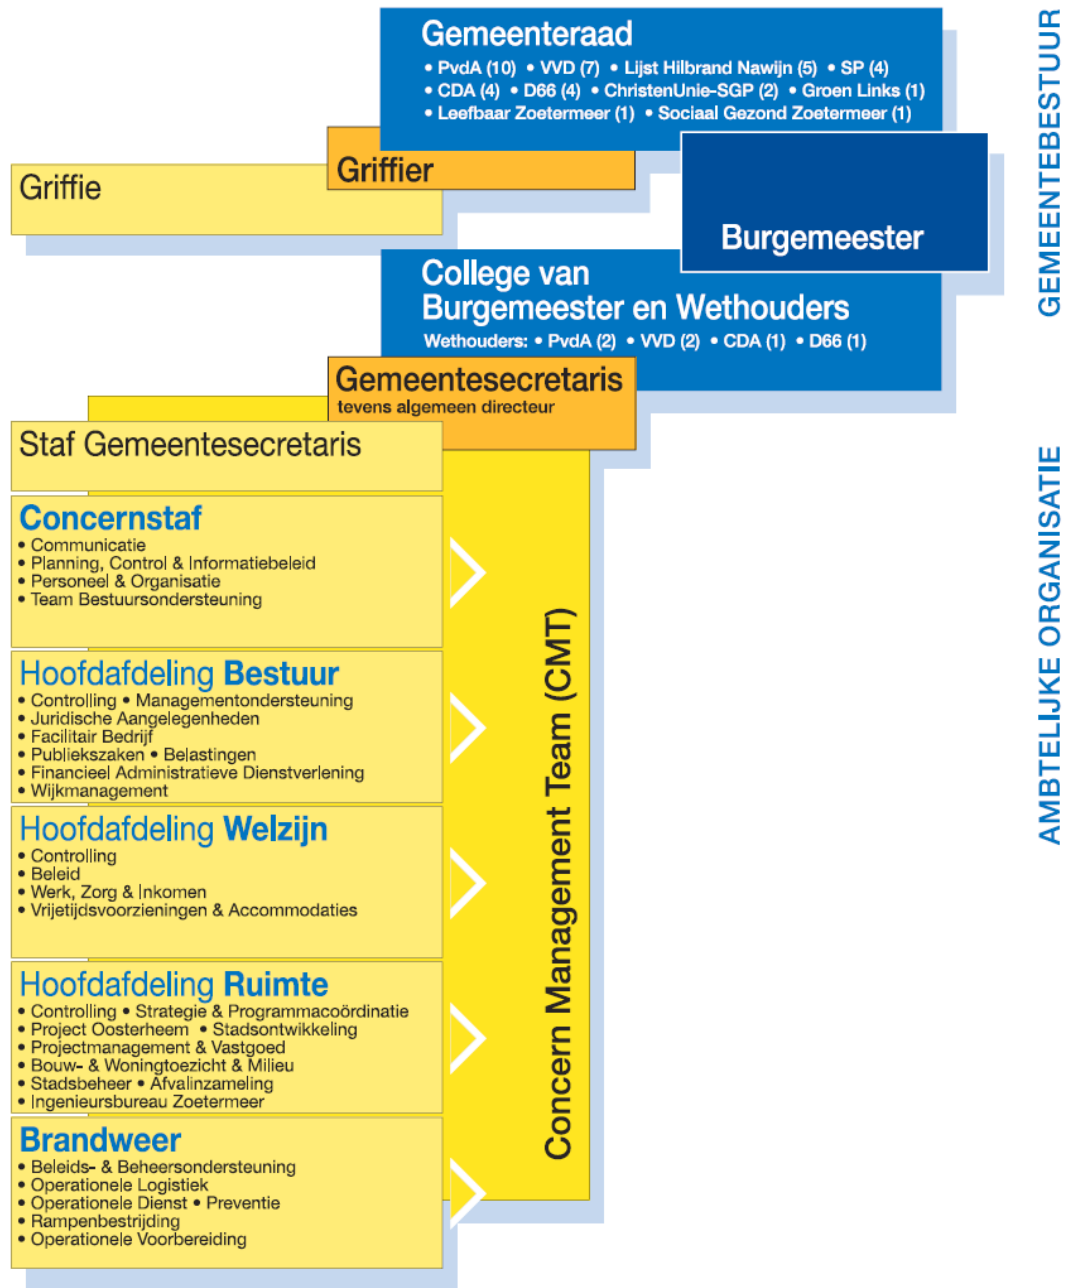 Gemeenteraad
• PvdA (10) • VVD (7) • Lijst Hilbrand Nawijn (5) • SP (4)
• CDA (4) • D66 (4) • ChristenUnie-SGP (2) • Groen Links (1)
• Leefbaar Zoetermeer (1) • Sociaal Gezond Zoetermeer (1)
Griffier
Griffie
Burgemeester
College van
Burgemeester en Wethouders
Wethouders: • PvdA (2) • VVD (2) • CDA (1) • D66 (1)
Gemeentesecretaris
tevens algemeen directeur
Staf Gemeentesecretaris
Concernstaf
• Communicatie
• Planning, Control & Informatiebeleid
• Personeel & Organisatie
• Team Bestuursondersteuning
Hoofdafdeling Bestuur
• Controlling • Managementondersteuning
• Juridische Aangelegenheden
• Facilitair Bedrijf
• Publiekszaken • Belastingen
• Financieel Administratieve Dienstverlening
• Wijkmanagement
Hoofdafdeling Welzijn
• Controlling
• Beleid
• Werk, Zorg & Inkomen
• Vrijetijdsvoorzieningen & Accommodaties
Hoofdafdeling Ruimte
• Controlling • Strategie & Programmacoördinatie
• Project Oosterheem • Stadsontwikkeling
• Projectmanagement & Vastgoed
• Bouw- & Woningtoezicht & Milieu
• Stadsbeheer • Afvalinzameling
• Ingenieursbureau Zoetermeer
Brandweer
• Beleids- & Beheersondersteuning
• Operationele Logistiek
• Operationele Dienst • Preventie
• Rampenbestrijding
• Operationele Voorbereiding
Concern Management Team (CMT)
GEMEENTEBESTUUR
AMBTELIJKE ORGANISATIE